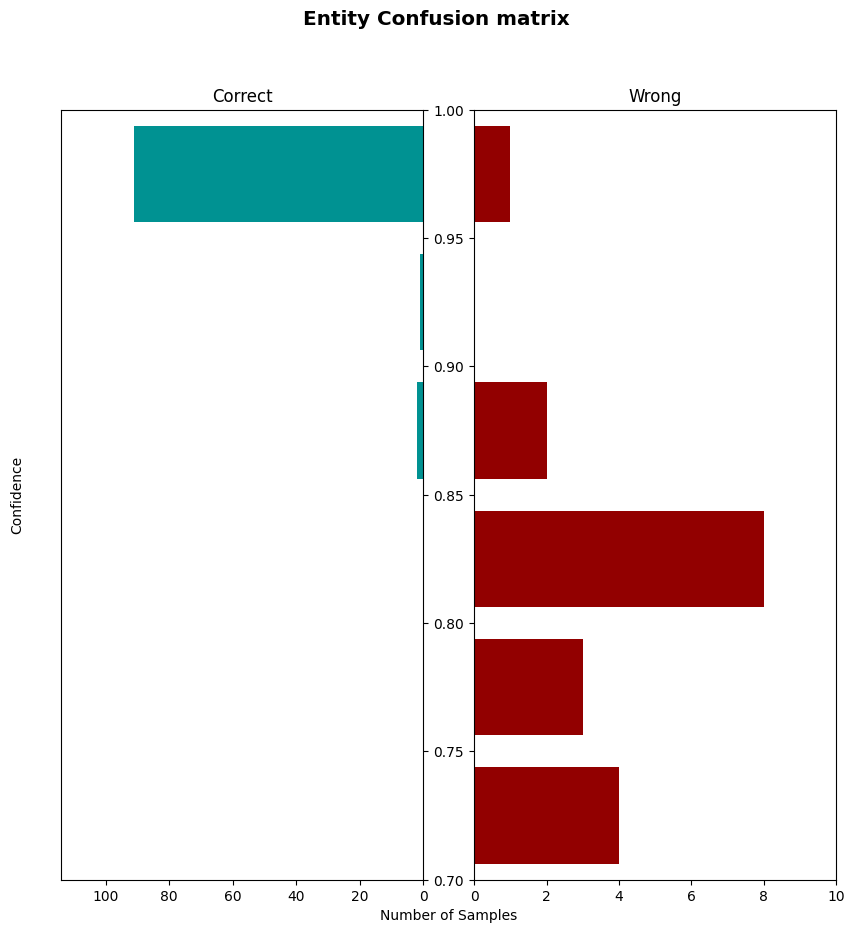 Entity Confusion matrix
Correct
Wrong
Confidence
1.00
0.95
0.90
0.85
0.80
0.75
0.70
100 80 60 40 20 0
0 2 4 6 8 10
Number of Samples